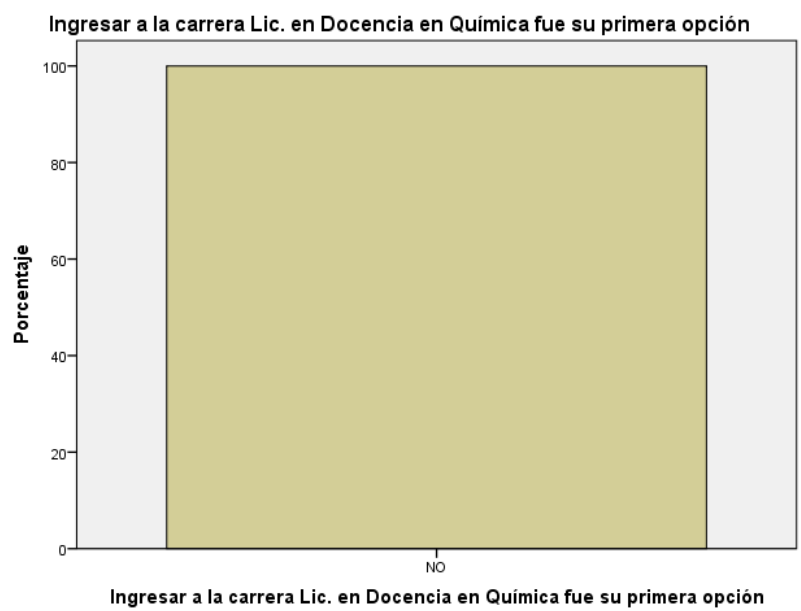 Ingresar a la carrera Lic. en Docencia en Química fue su primera opción
100
80
60
40
20
0
Porcentaje
NO
Ingresar a la carrera Lic. en Docencia en Química fue su primera opción